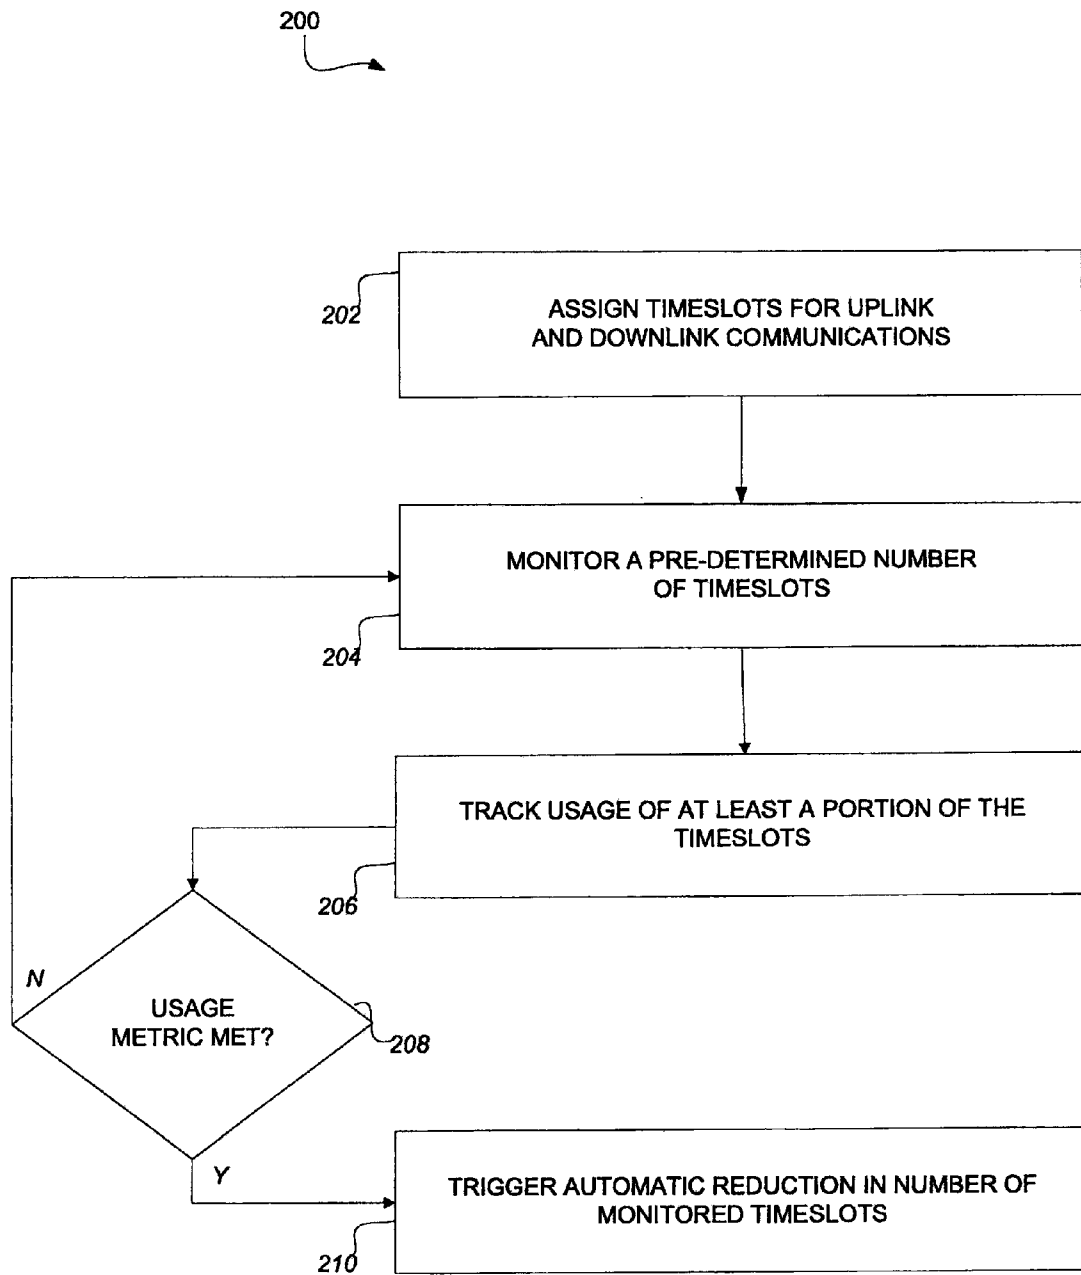 200
202
ASSIGN TIMESLOTS FOR UPLINK
AND DOWNLINK COMMUNICATIONS
MONITOR A PRE-DETERMINED NUMBER
OF TIMESLOTS
204
TRACK USAGE OF AT LEAST A PORTION OF THE
TIMESLOTS
206
N
USAGE
METRIC MET?
208
Y
TRIGGER AUTOMATIC REDUCTION IN NUMBER OF
MONITORED TIMESLOTS
210